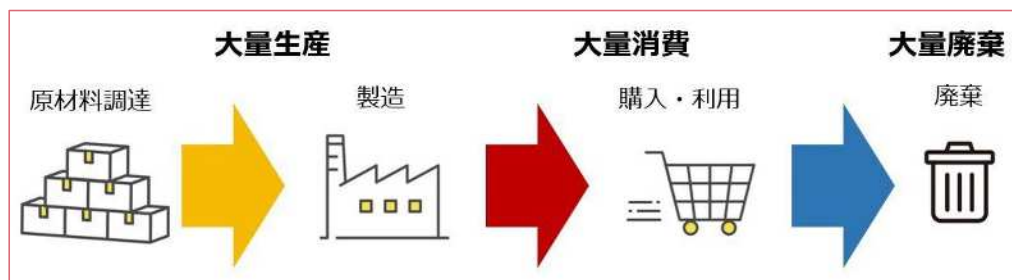 大量生産
大量消費
大量廃棄
原材料調達
製造
購入・利用
廃棄